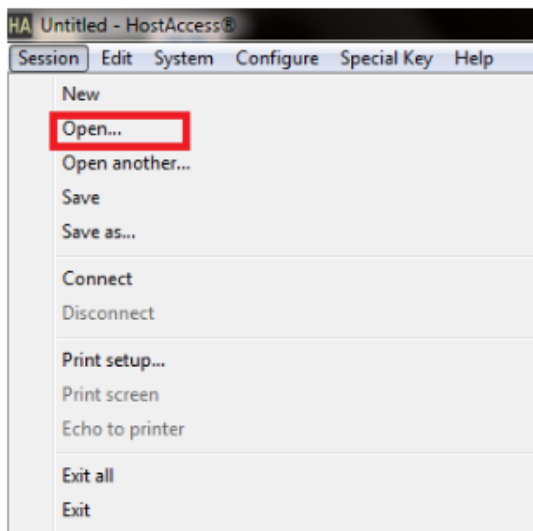 HA Untitled - HostAccess®
Session Edit System Configure Special Key Help
New
Open...
Open another...
Save
Save as...
Connect
Disconnect
Print setup...
Print screen
Echo to printer
Exit all
Exit